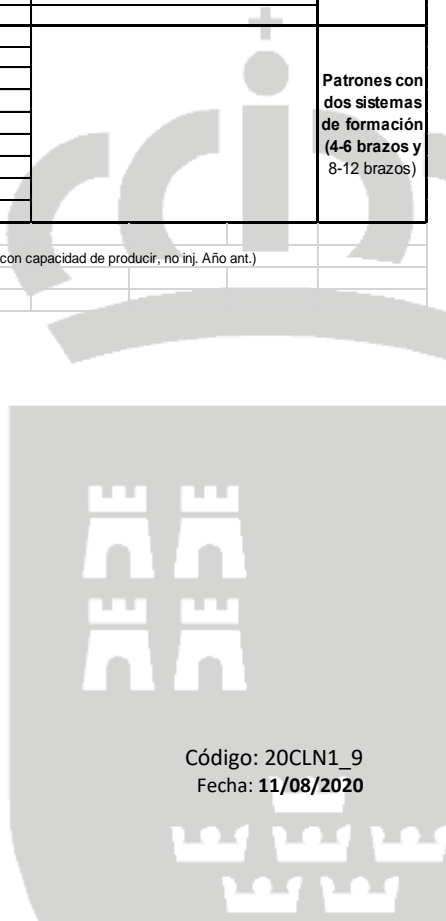 Patrones con
dos sistemas
de formación
(4-6 brazos y
8-12 brazos)
con capacidad de producir, no inj. Año ant.)
Código: 20CLN1_9
Fecha: 11/08/2020